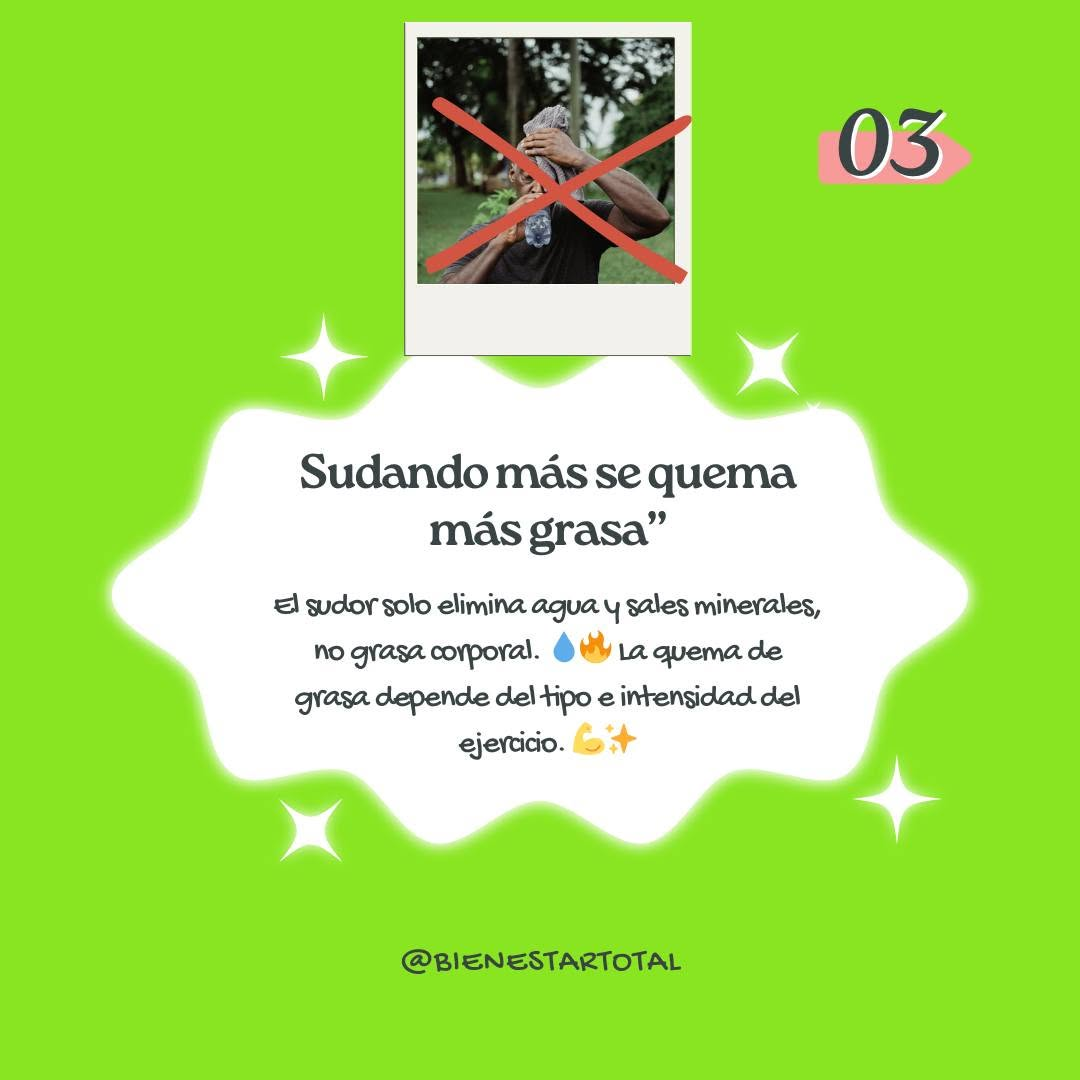 03
Sudando más se quema
más grasa”
El sudor solo elimina agua y sales minerales,
no grasa corporal. 💧🔥 La quema de
grasa depende del tipo e intensidad del
ejercicio. 💪✨
@BIENESTARTOTAL